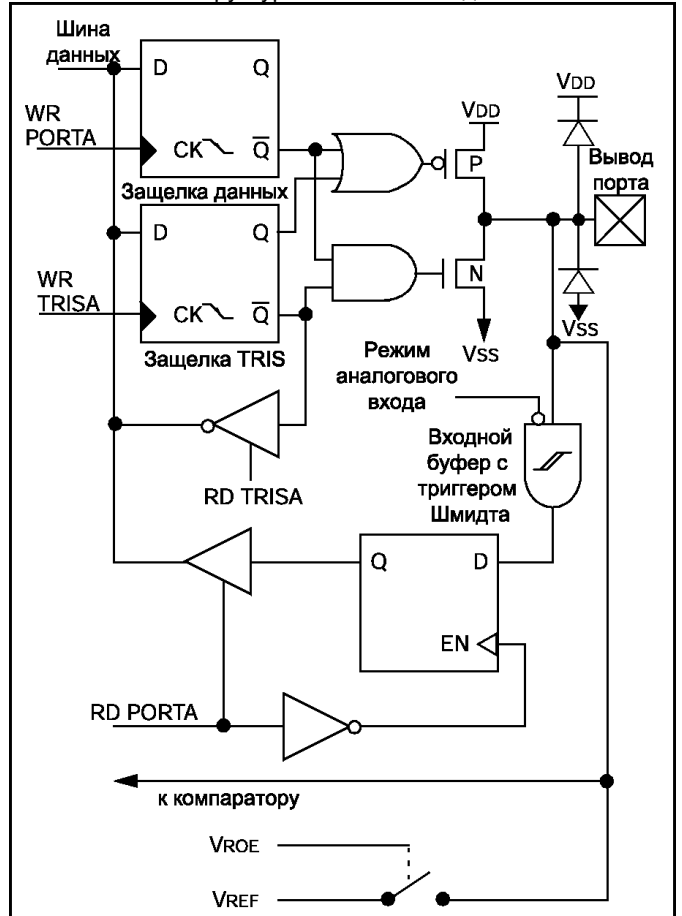 Шина
данных
D
Q
WR
PORTA
CK
Q
VDD
P
VDD
Вывод
порта
Защелка данных
D
Q
WR
TRISA
CK
Q
N
VSS
VSS
Защелка TRIS
Режим
аналогового
входа
Входной
буфер с
триггером
Шмидта
RD TRISA
Q
D
EN
RD PORTA
к компаратору
VROE
VREF